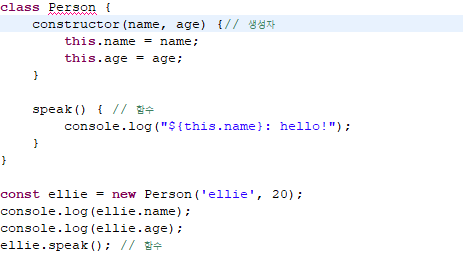 class Person {
    constructor(name, age) {// 생성자
        this.name = name;
        this.age = age;
    }

    speak() { // 함수
        console.log("${this.name}: hello!");
    }
}

const ellie = new Person('ellie', 20);
console.log(ellie.name);
console.log(ellie.age);
ellie.speak(); // 함수